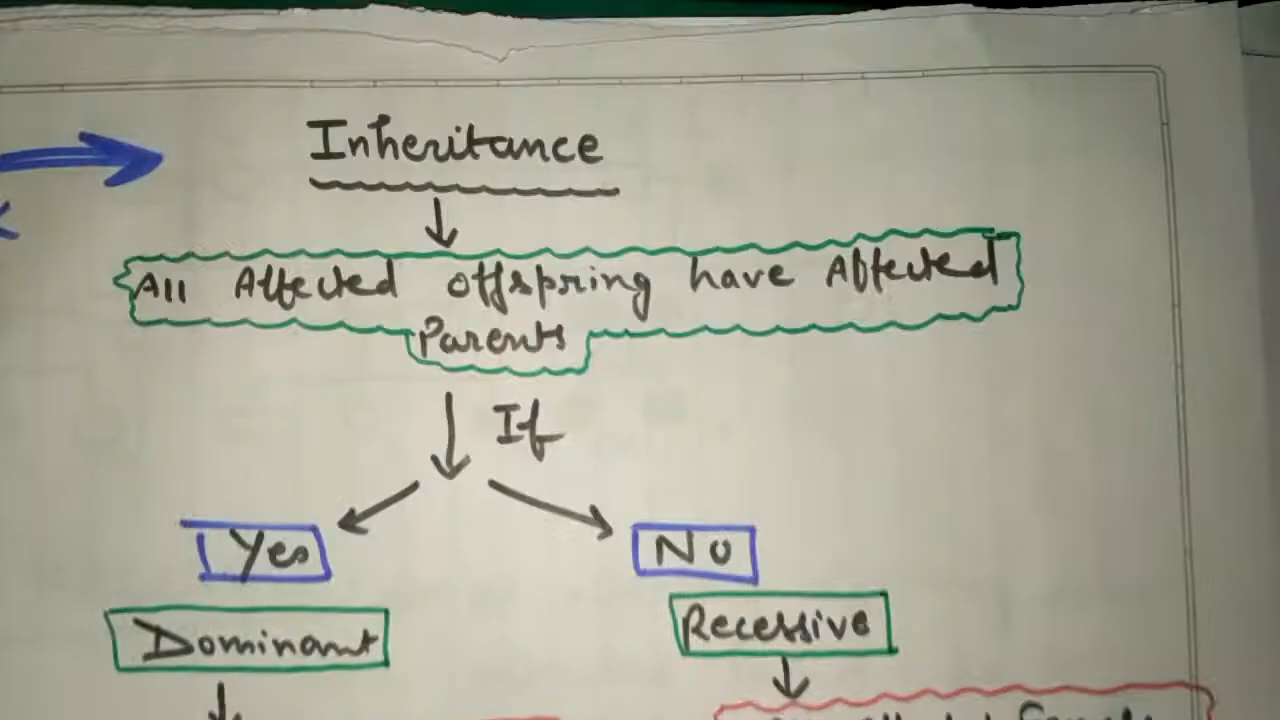 Inheritance
All Affected offspring have Affected
Parents
If
Yes
No
Dominant
Recessive